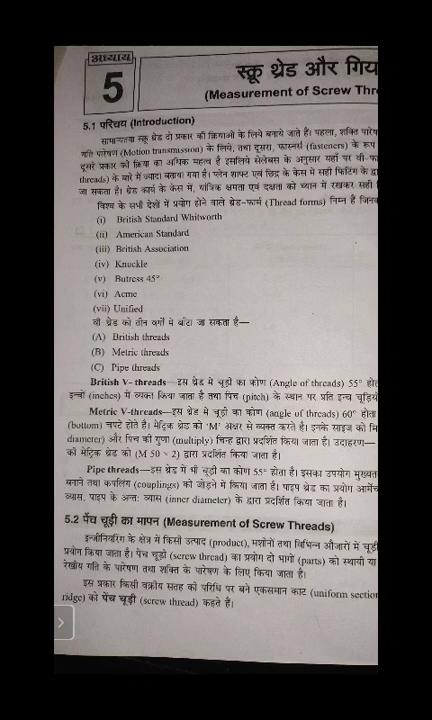 अध्याय
5
स्क्रू थ्रेड और गिय
(Measurement of Screw Thre
5.1 परिचय (Introduction)
सामान्यतया स्क्रू थ्रेड दो प्रकार की क्रियाओं के लिये बनाये जाते हैं। पहला, शक्ति पारेष
गति पारेषण (Motion transmission) के लिये, तथा दूसरा, फास्नर्स (fasteners) के रूप
दूसरे प्रकार की क्रिया का अधिक महत्व है इसलिये सेलेबस के अनुसार यहाँ पर वी-फा
threads) के बारे में ज्यादा बताया गया है। प्लेन शाफ्ट एवं छिद्र के केस में सही फिटिंग के द्वा
जा सकता है। थ्रेड कार्य के केस में, यांत्रिक क्षमता एवं दक्षता को ध्यान में रखकर सही
विश्व के सभी देशों में प्रयोग होने वाले थ्रेड-फार्म (Thread forms) निम्न हैं जिनक
(i) British Standard Whitworth
(ii) American Standard
(iii) British Association
(iv) Knuckle
(v) Butress 45°
(vi) Acme
(vii) Unified
वी थ्रेड को तीन वर्गों में बाँटा जा सकता है—
(A) British threads
(B) Metric threads
(C) Pipe threads
British V- threads—इस थ्रेड में चूड़ी का कोण (Angle of threads) 55° हो
इन्चों (inches) में व्यक्त किया जाता है तथा पिच (pitch) के स्थान पर प्रति इन्च चूड़िय
Metric V-threads—इस थ्रेड में चूड़ी का कोण (angle of threads) 60° होता
(bottom) चपटे होते है। मेट्रिक थ्रेड को 'M' अक्षर से व्यक्त करते है। इनके साइज को मि
diameter) और पिच की गुणा (multiply) चिन्ह द्वारा प्रदर्शित किया जाता है। उदाहरण—
की मेट्रिक थ्रेड को (M 50 × 2) द्वारा प्रदर्शित किया जाता है।
Pipe threads—इस थ्रेड में भी चूड़ी का कोण 55° होता है। इसका उपयोग मुख्यत
बनाने तथा कपलिंग (couplings) को जोड़ने में किया जाता है। पाइप थ्रेड का प्रयोग
व्यास, पाइप के अन्तः व्यास (inner diameter) के द्वारा प्रदर्शित किया जाता है।
5.2 पेंच चूड़ी का मापन (Measurement of Screw Threads)
इन्जीनियरिंग के क्षेत्र में किसी उत्पाद (product), मशीनों तथा विभिन्न औजारों में चूड़ी
प्रयोग किया जाता है। पेंच चूड़ी (screw thread) का प्रयोग दो भागों (parts) को स्थायी या
रेखीय गति के पारेषण तथा शक्ति के पारेषण के लिए किया जाता है।
इस प्रकार किसी वक्रीय सतह की परिधि पर बने एकसमान काट (uniform section
ridge) को पेंच चूड़ी (screw thread) कहते हैं।